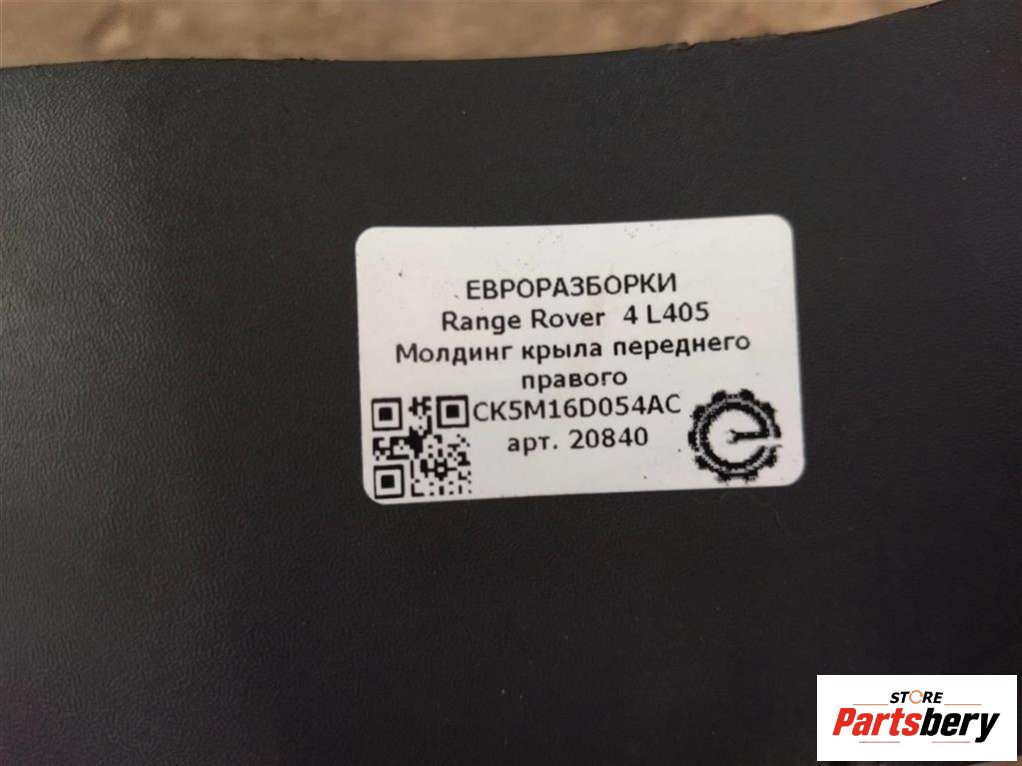 ЕВРОРАЗБОРКИ
Range Rover 4 L405
Молдинг крыла переднего
правого
CK5M16D054AC
арт. 20840
STORE
Partsbery